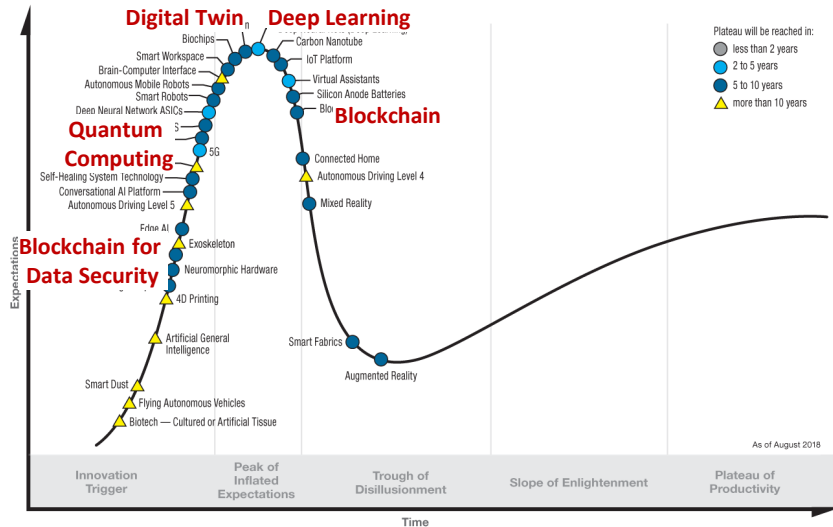 Digital Twin
Deep Learning
Biochips
Carbon Nanotube
Smart Workspace
IoT Platform
Brain-Computer Interface
Virtual Assistants
Autonomous Mobile Robots
Silicon Anode Batteries
Smart Robots
Blockchain
Deep Neural Network ASICs
Quantum
Computing
5G
Connected Home
Self-Healing System Technology
Autonomous Driving Level 4
Conversational AI Platform
Mixed Reality
Autonomous Driving Level 5
Edge AI
Exoskeleton
Blockchain for
Data Security
Neuromorphic Hardware
4D Printing
Artificial General
Intelligence
Smart Fabrics
Augmented Reality
Smart Dust
Flying Autonomous Vehicles
Biotech — Cultured or Artificial Tissue
Plateau will be reached in:
less than 2 years
2 to 5 years
5 to 10 years
more than 10 years
As of August 2018
Expectations
Innovation
Trigger
Peak of
Inflated
Expectations
Trough of
Disillusionment
Slope of Enlightenment
Plateau of
Productivity
Time